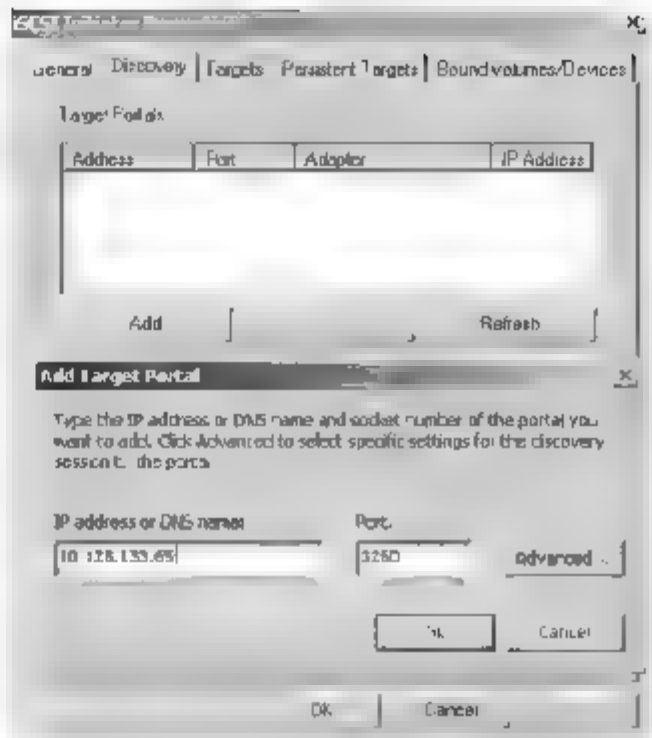 iSCSI Initiator
General Discovery Targets Persistent Targets Bound Volumes/Devices
Target Portals
Address Port Adapter IP Address
Add Refresh
Add Target Portal
Type the IP address or DNS name and socket number of the portal you
want to add. Click Advanced to select specific settings for the discovery
session to the portal
IP address or DNS name: Port:
10.128.133.65 3260 Advanced...
OK Cancel
OK Cancel